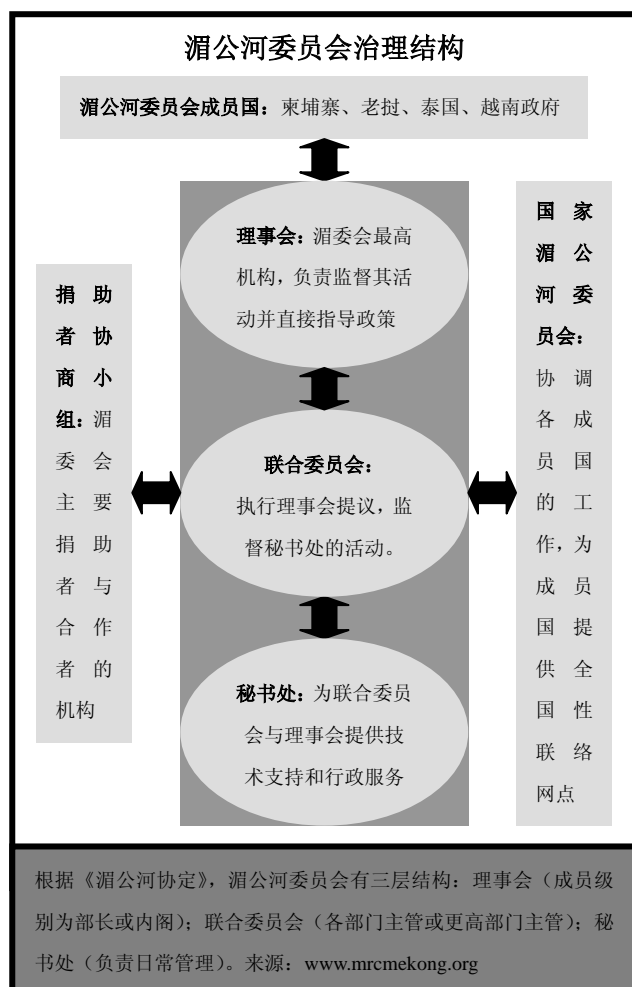 湄公河委员会治理结构
湄公河委员会成员国：柬埔寨、老挝、泰国、越南政府
理事会：湄委会最高
机构，负责监督其活
动并直接指导政策
捐助
者协
商小
组：湄
委会
主要
捐助
者与
合作
者的
机构
联合委员会：
执行理事会提议，监
督秘书处的活动。
国家
湄公
河委
员会：
协调
各成
员国
的工
作，为
成员
国提
供全
国性
联络
网点
秘书处：为联合委员
会与理事会提供技
术支持和行政服务
根据《湄公河协定》，湄公河委员会有三层结构：理事会（成员级
别为部长或内阁）；联合委员会（各部门主管或更高部门主管）；秘
书处（负责日常管理）。来源：www.mrcmekong.org